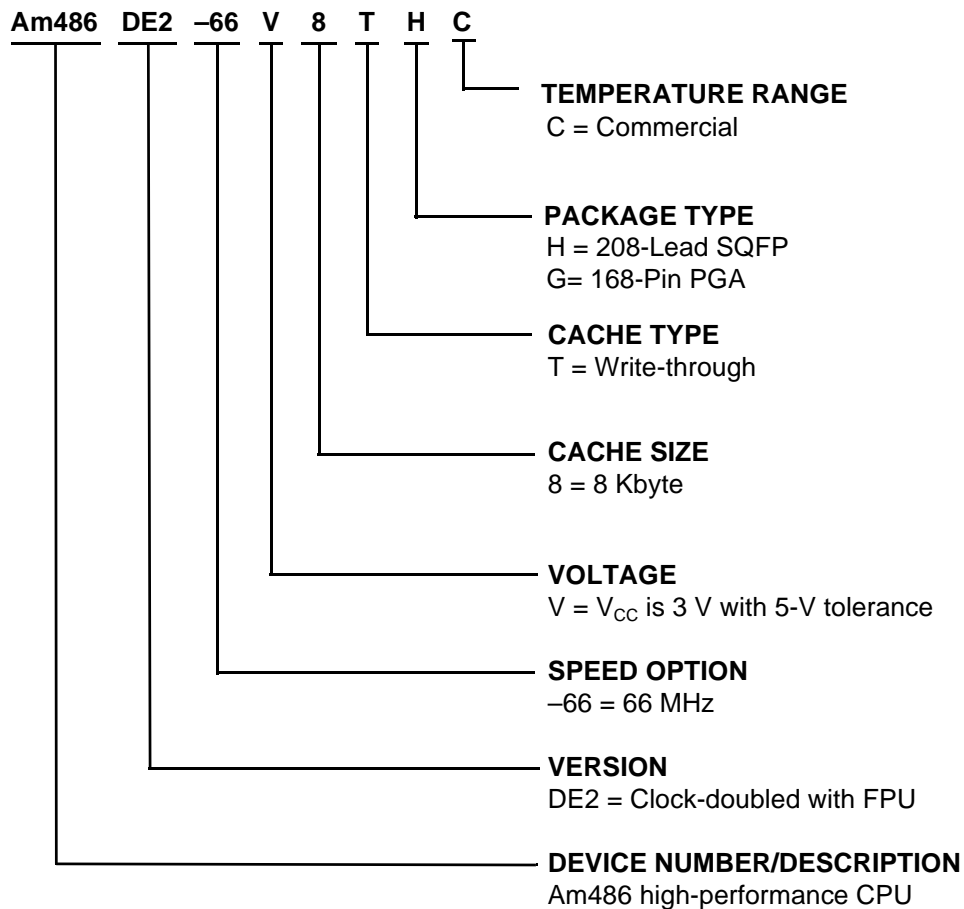 Am486 DE2 –66 V 8 T H C
TEMPERATURE RANGE
C = Commercial
PACKAGE TYPE
H = 208-Lead SQFP
G= 168-Pin PGA
CACHE TYPE
T = Write-through
CACHE SIZE
8 = 8 Kbyte
VOLTAGE
V = VCC is 3 V with 5-V tolerance
SPEED OPTION
–66 = 66 MHz
VERSION
DE2 = Clock-doubled with FPU
DEVICE NUMBER/DESCRIPTION
Am486 high-performance CPU